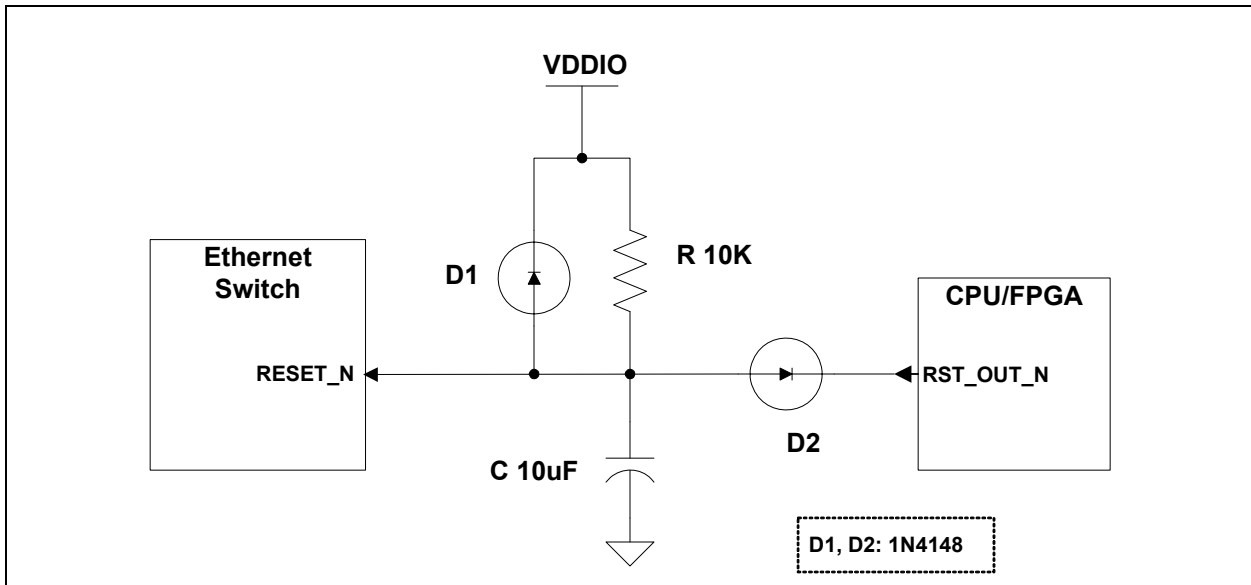 VDDIO
Ethernet
Switch
D1
R 10K
CPU/FPGA
RESET_N
RST_OUT_N
D2
C 10uF
D1, D2: 1N4148